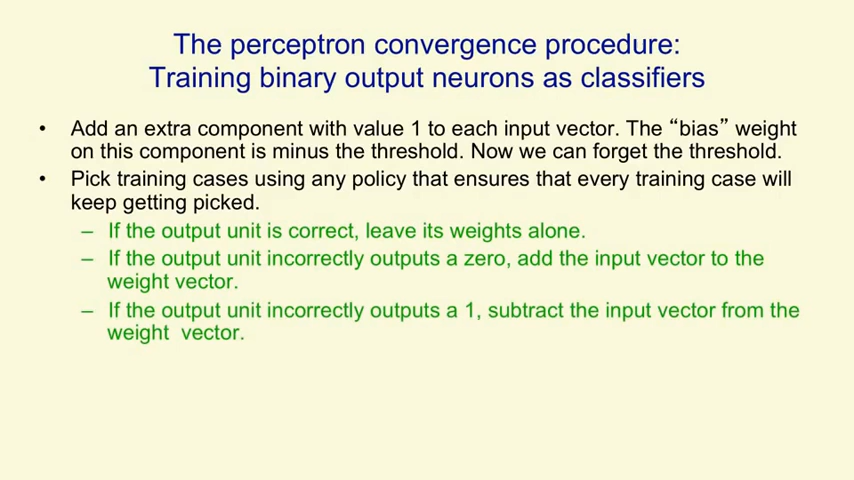 The perceptron convergence procedure:
Training binary output neurons as classifiers
• Add an extra component with value 1 to each input vector. The “bias” weight
on this component is minus the threshold. Now we can forget the threshold.
• Pick training cases using any policy that ensures that every training case will
keep getting picked.
– If the output unit is correct, leave its weights alone.
– If the output unit incorrectly outputs a zero, add the input vector to the
weight vector.
– If the output unit incorrectly outputs a 1, subtract the input vector from the
weight vector.